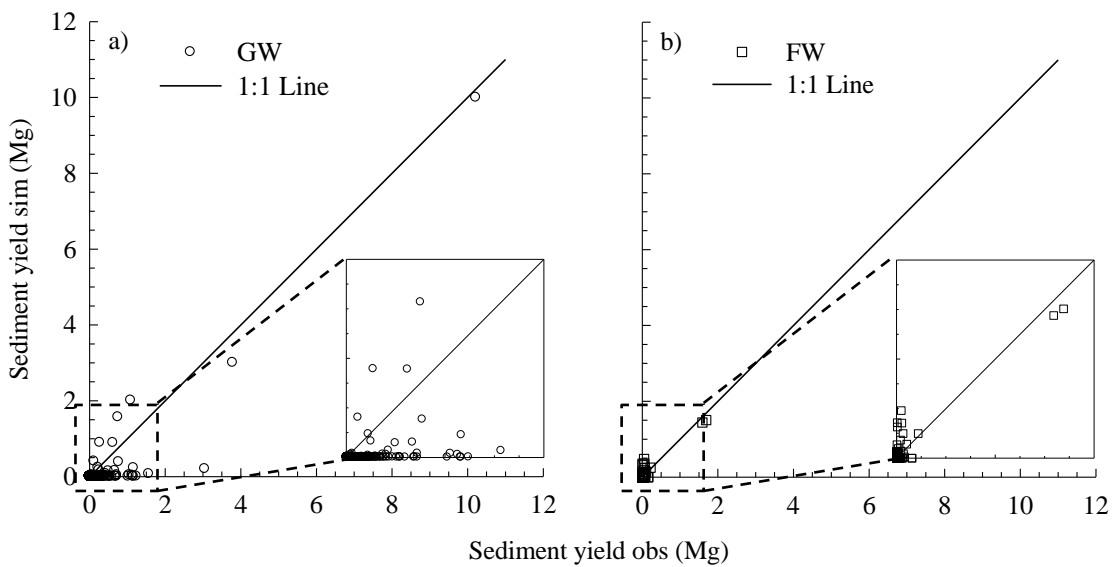 a)
GW
1:1 Line
12
10
8
6
4
2
0
0 2 4 6 8 10 12
Sediment yield sim (Mg)
b)
FW
1:1 Line
0 2 4 6 8 10 12
Sediment yield obs (Mg)